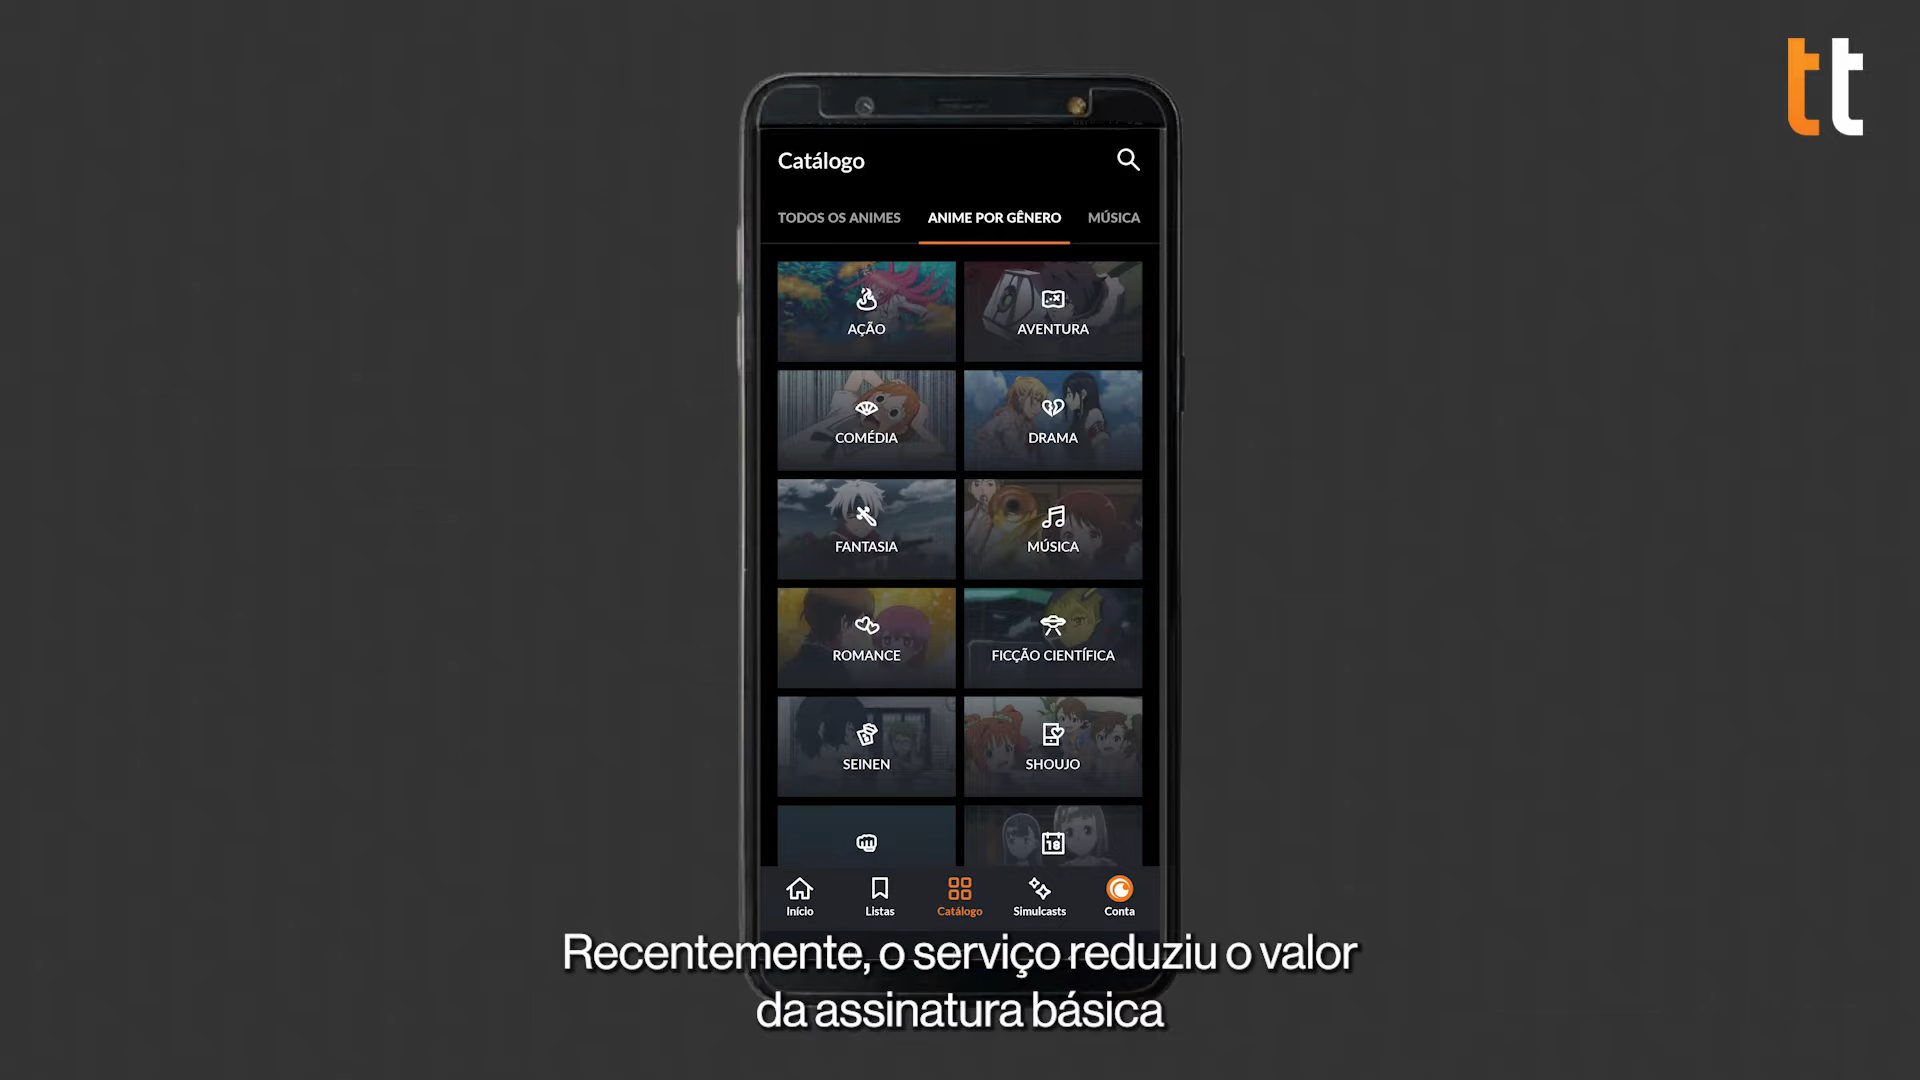 tt
Catálogo
TODOS OS ANIMES ANIME POR GÊNERO MÚSICA
AÇÃO AVENTURA
COMÉDIA DRAMA
FANTASIA MÚSICA
ROMANCE FICÇÃO CIENTÍFICA
SEINEN SHOUJO
18
Início Listas Catálogo Simulcasts Conta
Recentemente, o serviço reduziu o valor
da assinatura básica